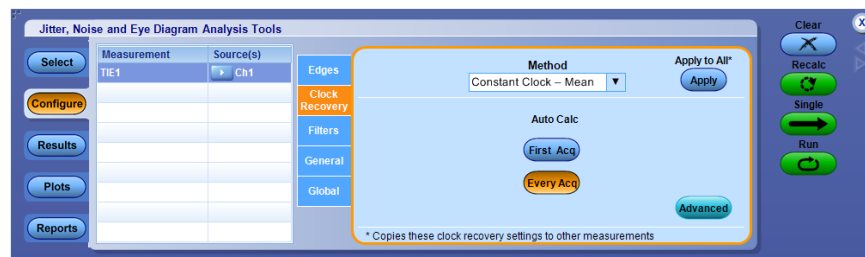 Jitter, Noise and Eye Diagram Analysis Tools
Clear
X
Select
Measurement Source(s)
TIE1 Ch1
Edges
Method
Apply to All*
Recalc
Constant Clock – Mean
Apply
Configure
Clock
Recovery
Single
Auto Calc
Filters
Results
First Acq
Run
General
Plots
Every Acq
Global
Advanced
Reports
* Copies these clock recovery settings to other measurements